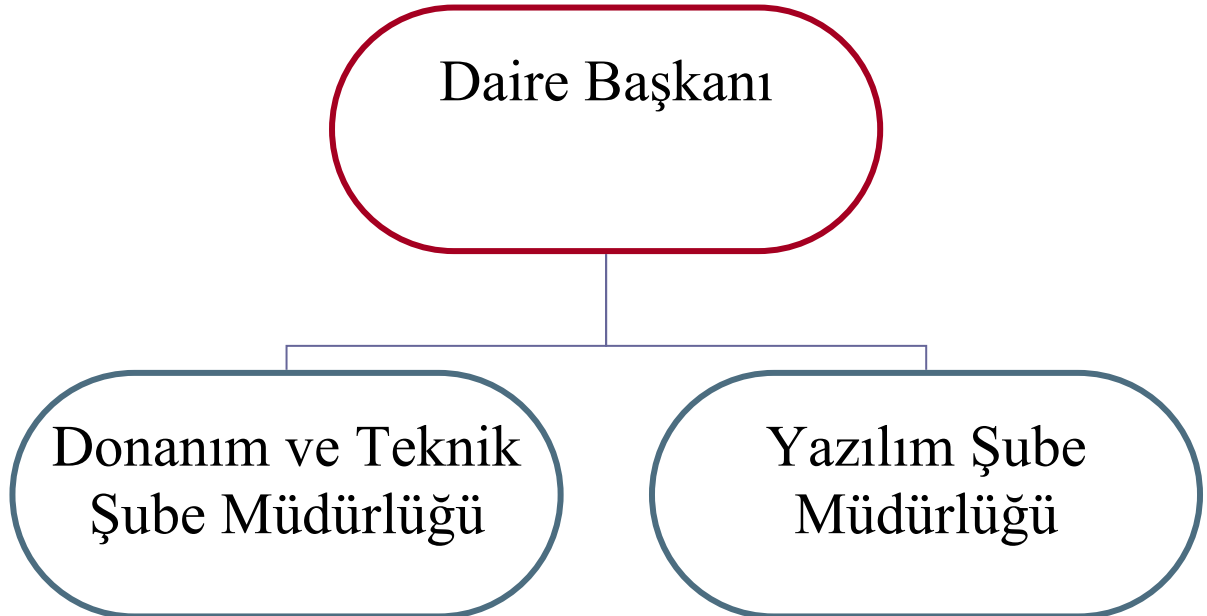 Daire Başkanı
Donanım ve Teknik
Şube Müdürlüğü
Yazılım Şube
Müdürlüğü